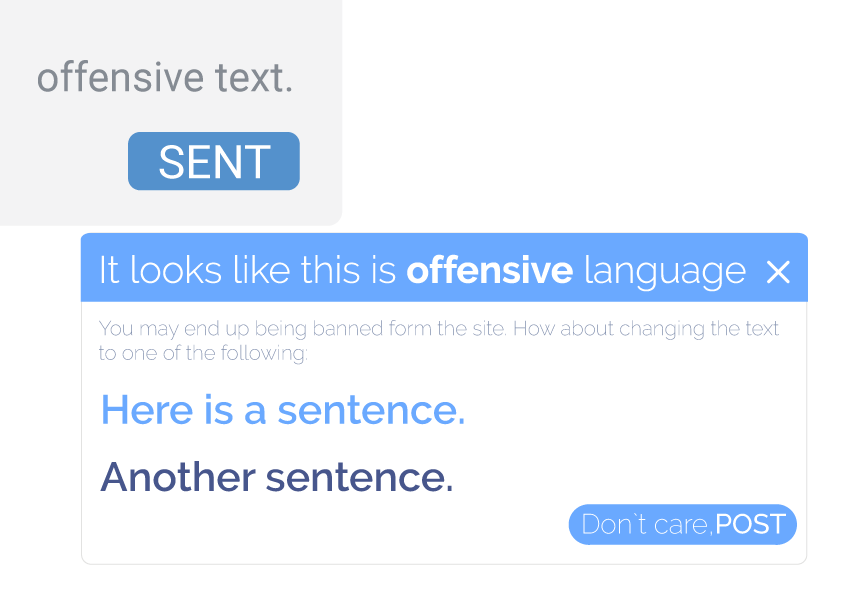 offensive text.
SENT
It looks like this is offensive language
You may end up being banned form the site. How about changing the text
to one of the following:
Here is a sentence.
Another sentence.
Don`t care,POST